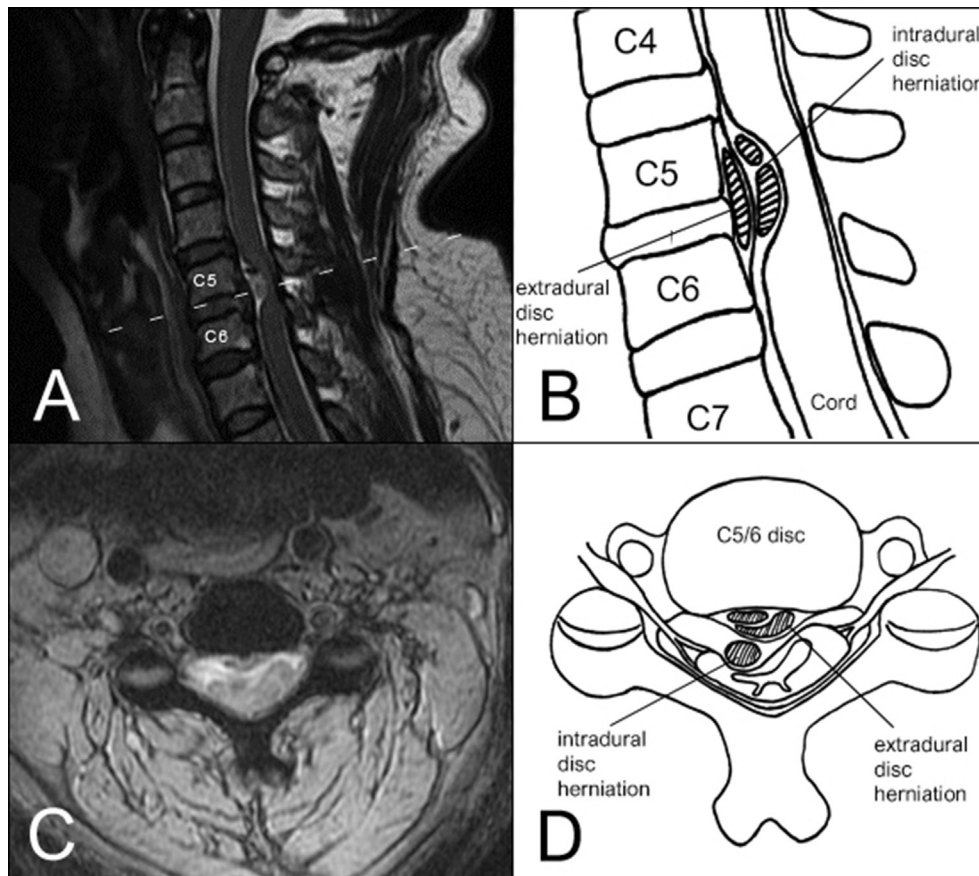 C5
C6
A
C4
C5
C6
C7
Cord
intradural
disc
herniation
extradural
disc
herniation
B
C
C5/6 disc
intradural
disc
herniation
extradural
disc
herniation
D